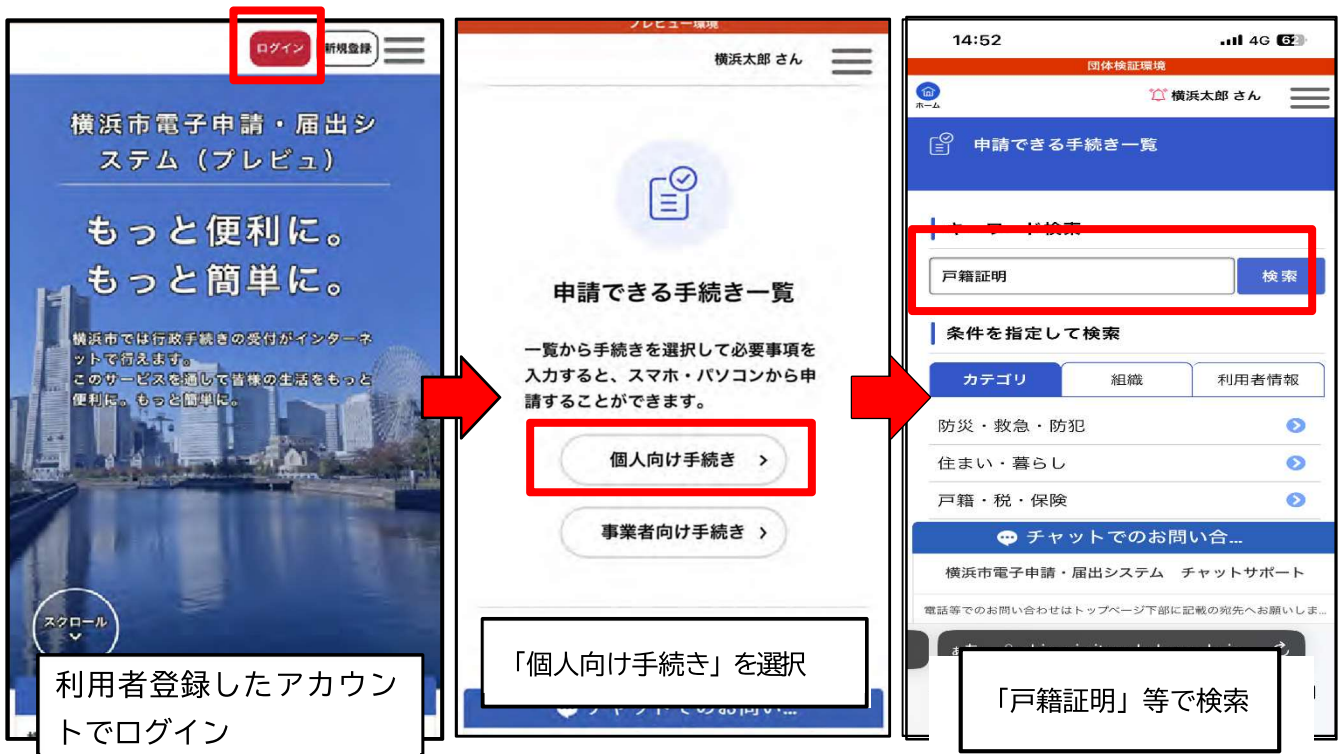 ログイン
新規登録
横浜市電子申請・届出シ
ステム（プレビュ）
もっと便利に。
もっと簡単に。
横浜市では行政手続きの受付がインターネ
ットで行えます。
このサービスを通して皆様の生活をもっと
便利に。もっと簡単に。
スクロール
利用者登録したアカウン
トでログイン
プレビュー環境
横浜太郎 さん
申請できる手続き一覧
一覧から手続きを選択して必要事項を
入力すると、スマホ・パソコンから申
請することができます。
個人向け手続き
事業者向け手続き
「個人向け手続き」を選択
14:52
4G 62
団体検証環境
ホーム
横浜太郎 さん
申請できる手続き一覧
キーワード検索
戸籍証明
検索
条件を指定して検索
カテゴリ
組織
利用者情報
防災・救急・防犯
住まい・暮らし
戸籍・税・保険
チャットでのお問い合...
横浜市電子申請・届出システム　チャットサポート
電話等でのお問い合わせはトップページ下部に記載の宛先へお願いしま...
「戸籍証明」等で検索